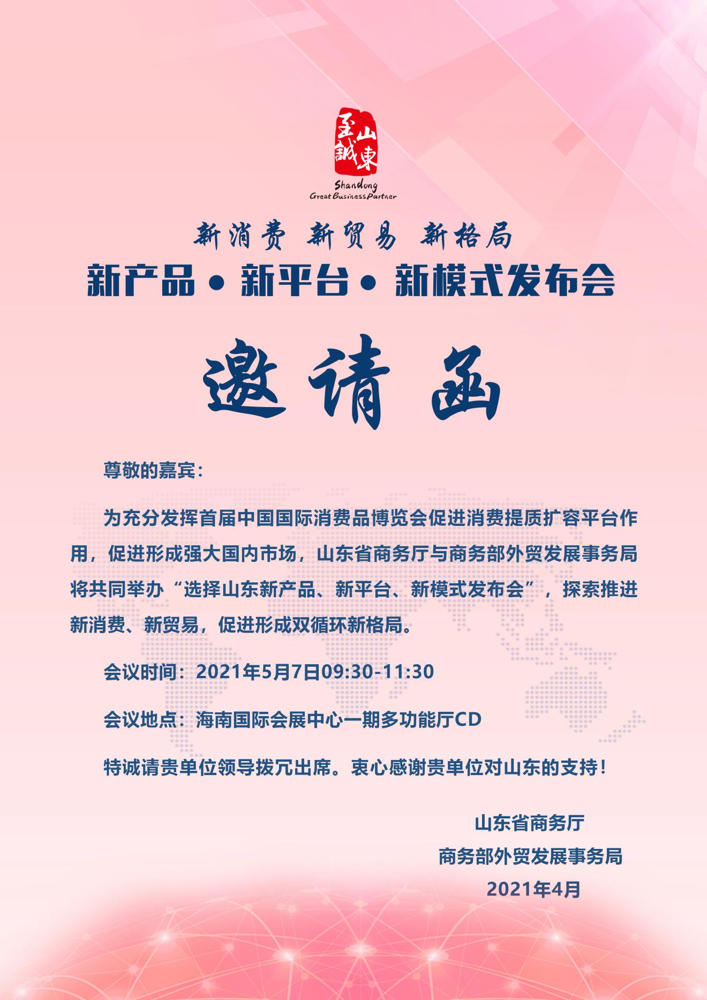 至诚山東
Shandong
Great Business Partner
新消费 新贸易 新格局
新产品•新平台•新模式发布会
邀请函
尊敬的嘉宾：
为充分发挥首届中国国际消费品博览会促进消费提质扩容平台作
用，促进形成强大国内市场，山东省商务厅与商务部外贸发展事务局
将共同举办“选择山东新产品、新平台、新模式发布会”，探索推进
新消费、新贸易，促进形成双循环新格局。
会议时间：2021年5月7日09:30-11:30
会议地点：海南国际会展中心一期多功能厅CD
特诚请贵单位领导拨冗出席。衷心感谢贵单位对山东的支持！
山东省商务厅
商务部外贸发展事务局
2021年4月